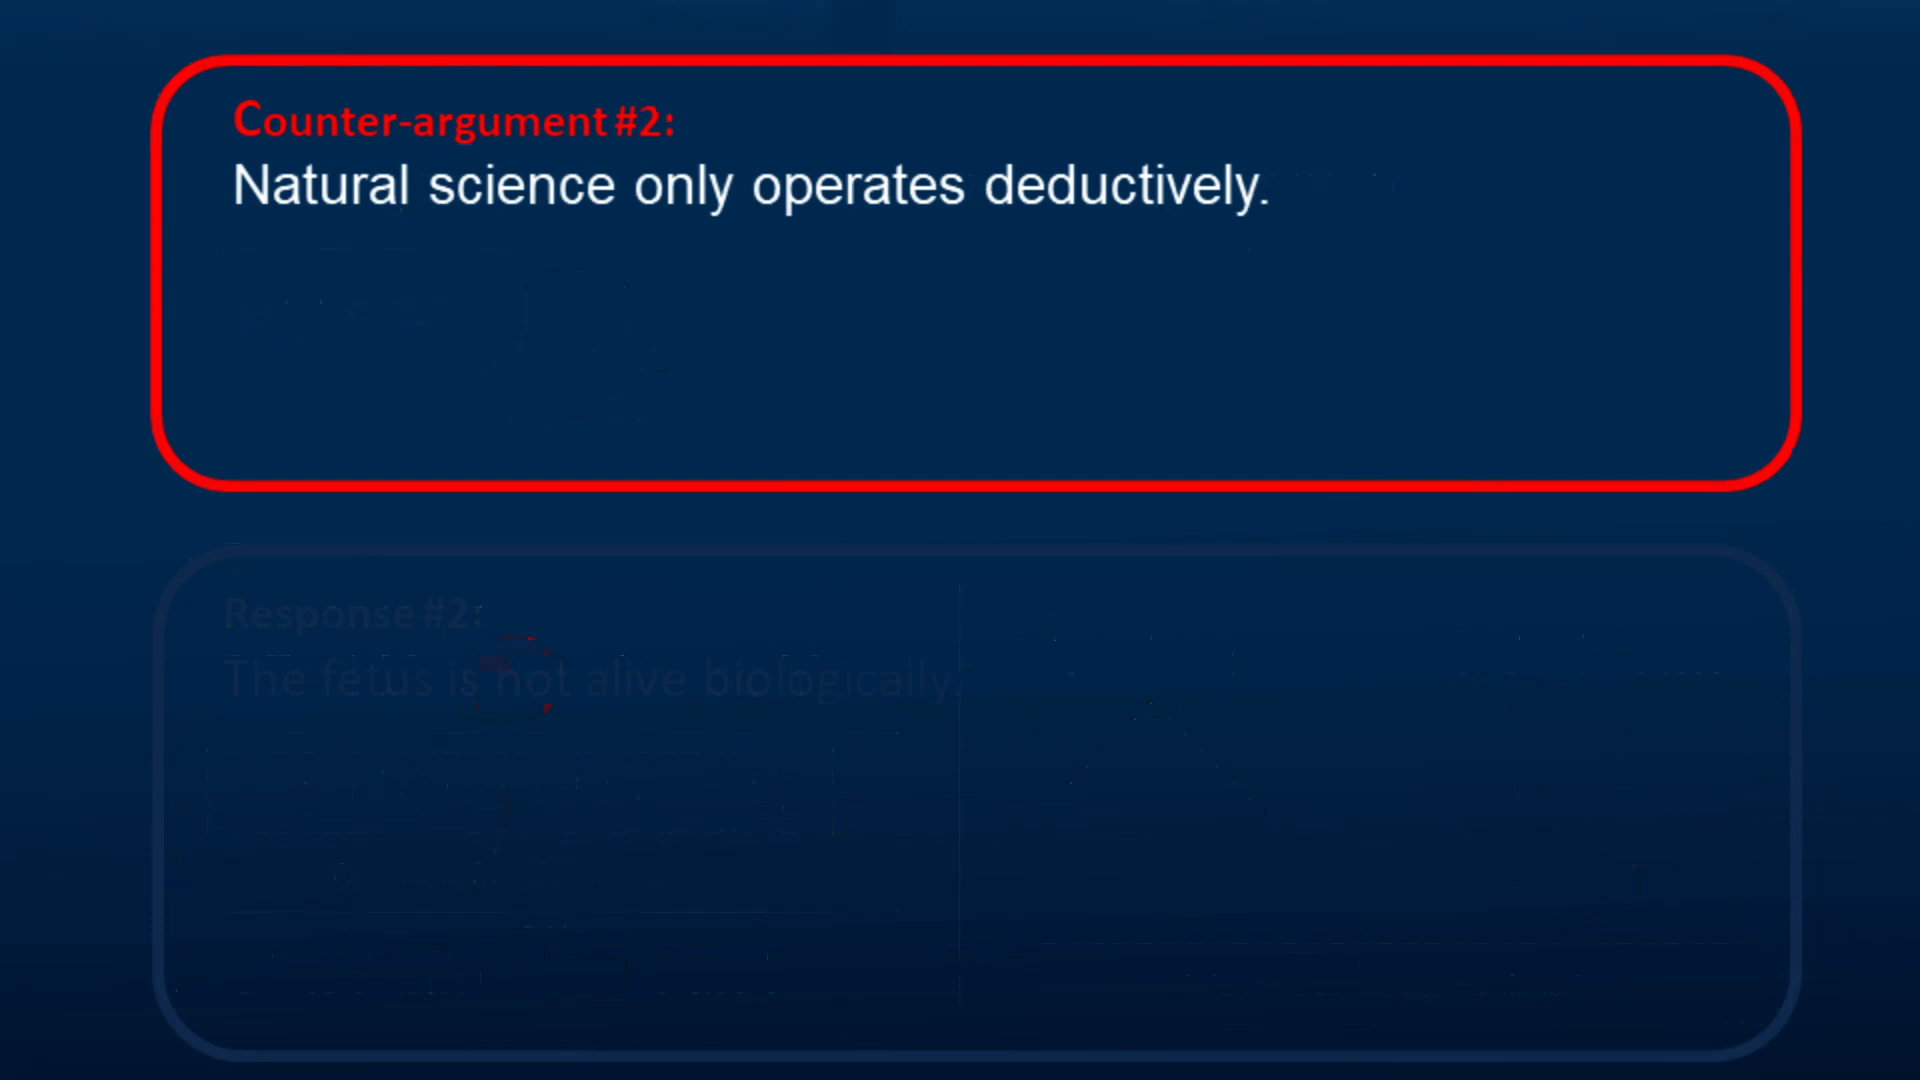 Counter-argument #2:
Natural science only operates deductively.
Response #2:
The fetus is not alive biologically.